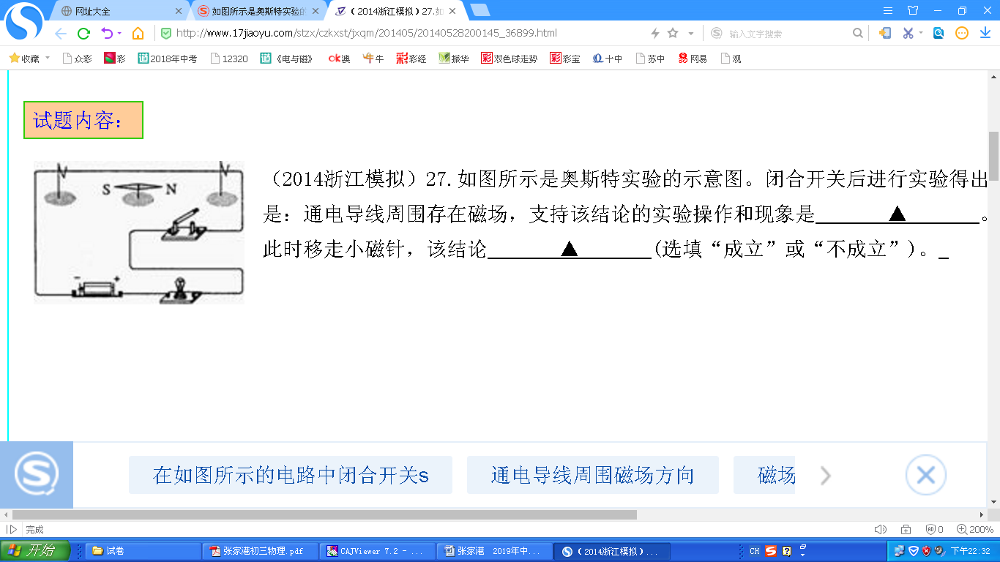 网址大全
如图所示是奥斯特实验的
（2014浙江模拟）27.如
http://www.17jiaoyu.com/stzx/czkxst/jxqm/201405/20140528200145_36899.html
输入文字搜索
收藏 众彩 彩 2018年中考 12320 《电与磁》 ok澳 牛 彩经 振华 双色球走势 彩宝 十中 苏中 网易 观
试题内容：
（2014浙江模拟）27.如图所示是奥斯特实验的示意图。闭合开关后进行实验得出
是：通电导线周围存在磁场，支持该结论的实验操作和现象是________▲________。
此时移走小磁针，该结论________▲________(选填“成立”或“不成立”)。_
S N
- +
在如图所示的电路中闭合开关s 通电导线周围磁场方向 磁场
完成 0 200%
开始 试卷 张家港初三物理.pdf CAJViewer 7.2 - ... 张家港 2019年中... （2014浙江模拟）... CH 下午22:32